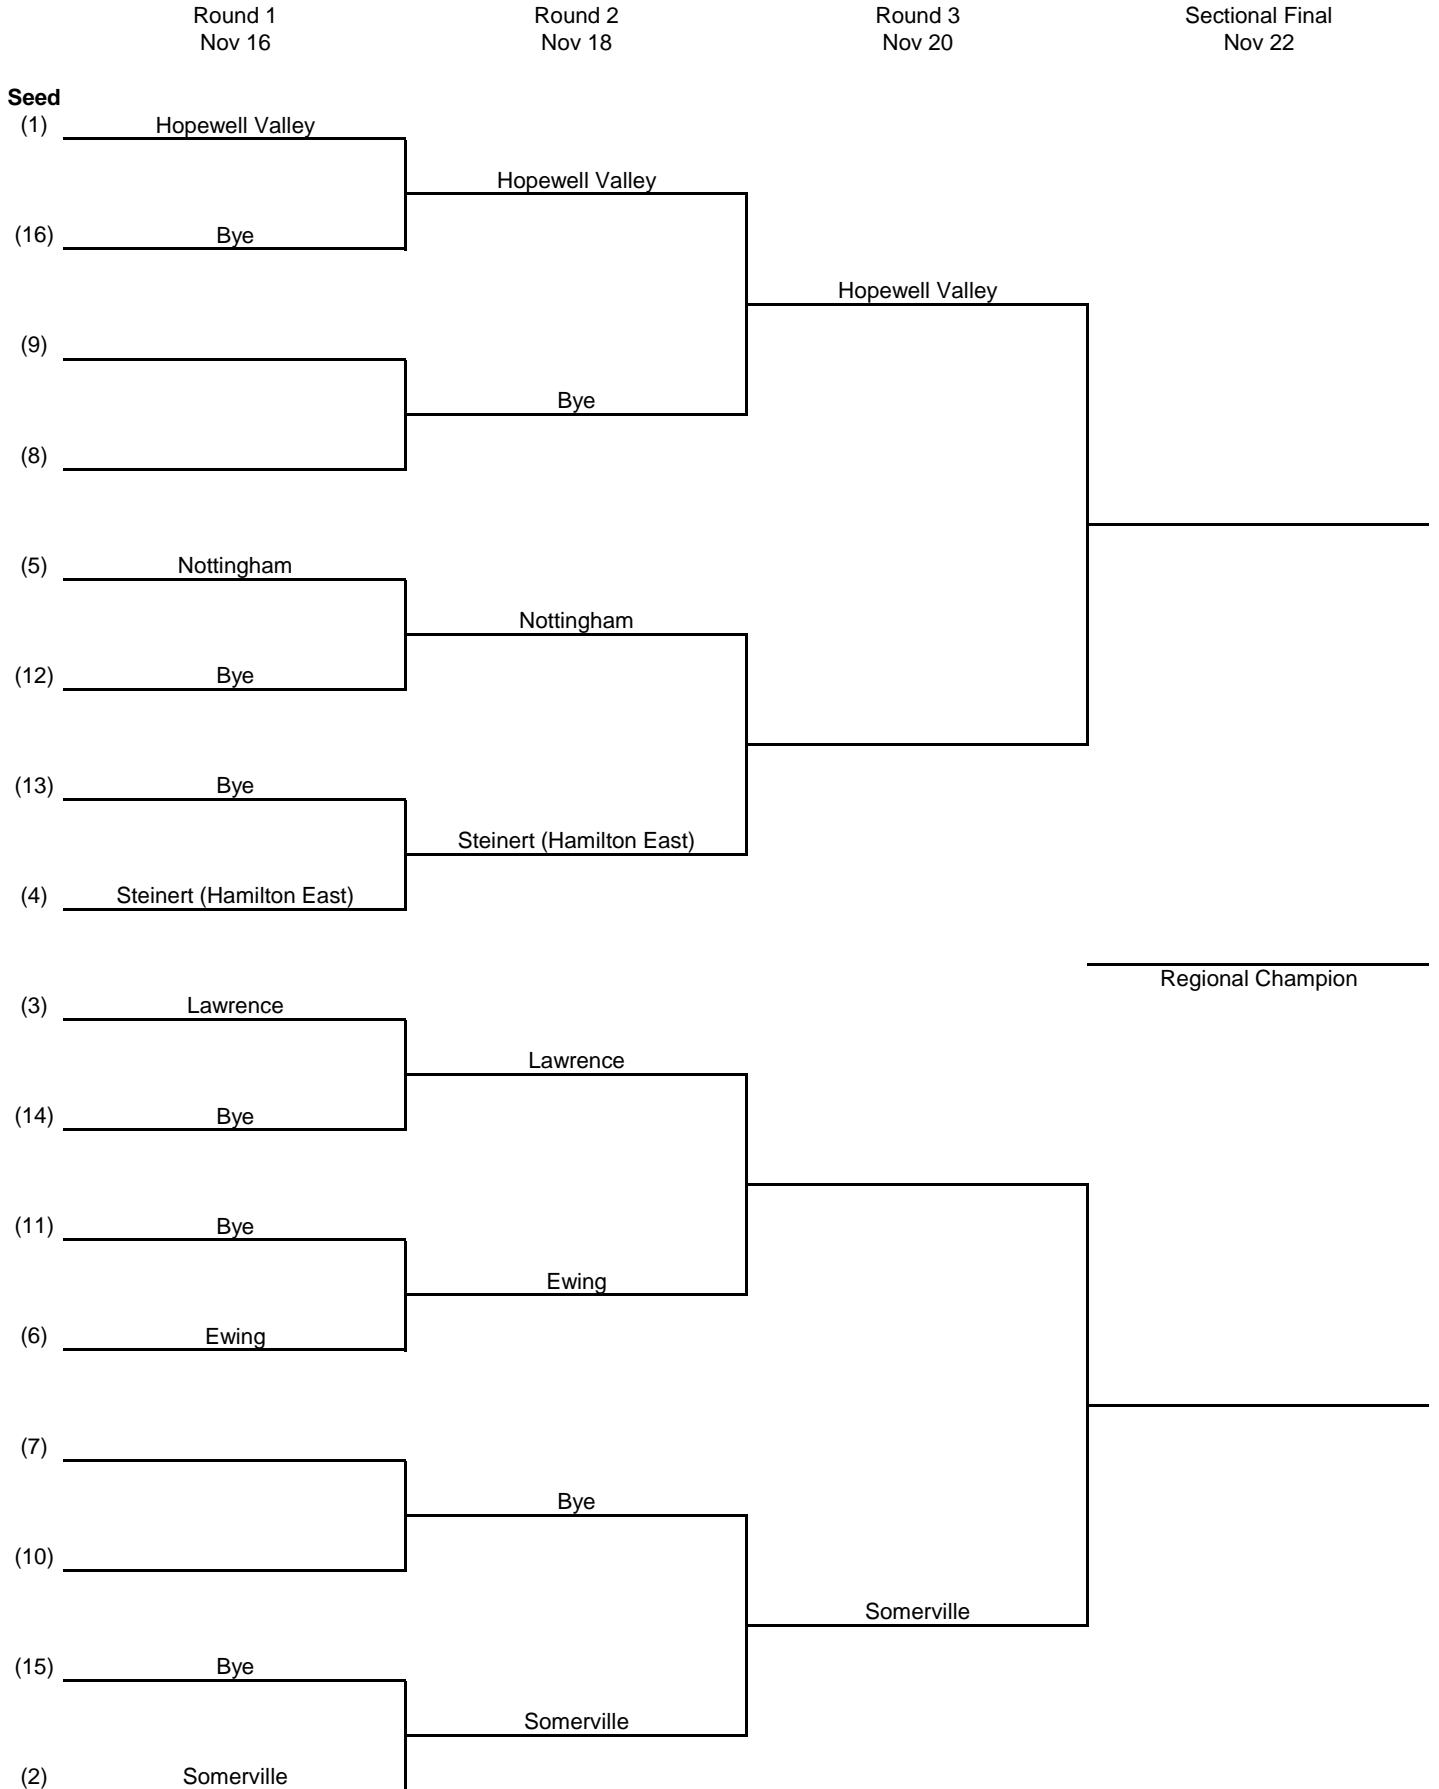 Round 1 Round 2 Round 3 Sectional Final
Nov 16 Nov 18 Nov 20 Nov 22
Seed
(1) Hopewell Valley
Hopewell Valley
(16) Bye
Hopewell Valley
(9)
Bye
(8)
(5) Nottingham
Nottingham
(12) Bye
(13) Bye
Steinert (Hamilton East)
(4) Steinert (Hamilton East)
Regional Champion
(3) Lawrence
Lawrence
(14) Bye
(11) Bye
Ewing
(6) Ewing
(7)
Bye
(10)
Somerville
(15) Bye
Somerville
(2) Somerville